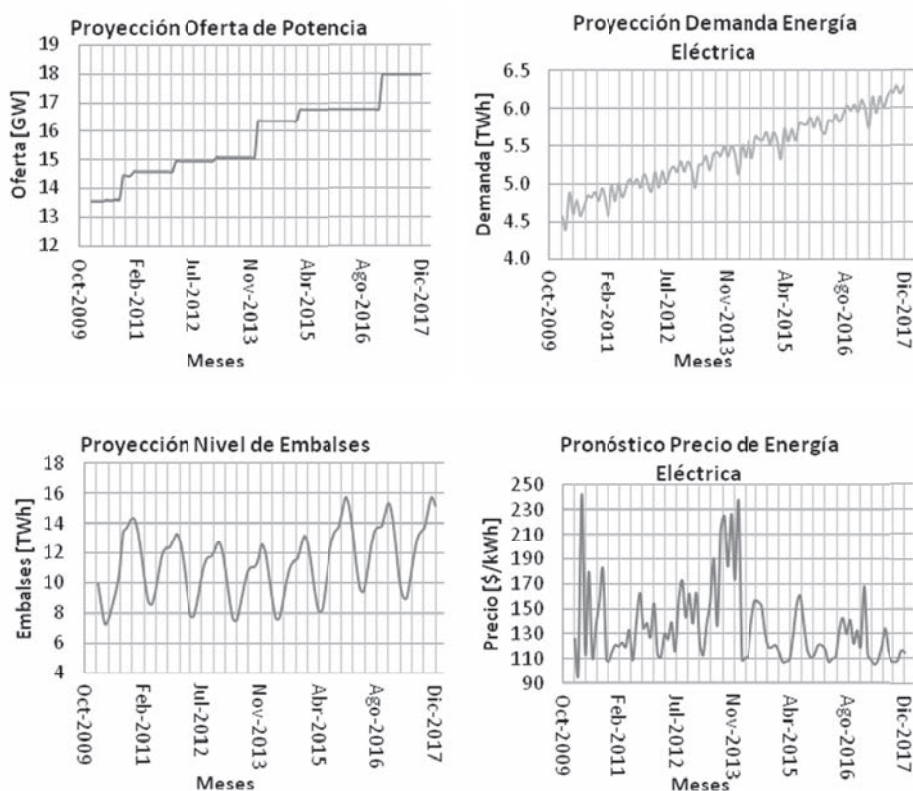 Proyección Oferta de Potencia
Oferta [GW]
19
18
17
16
15
14
13
12
Oct-2009
Feb-2011
Jul-2012
Nov-2013
Abr-2015
Ago-2016
Dic-2017
Meses
Proyección Demanda Energía
Eléctrica
Demanda [TWh]
6.5
6.0
5.5
5.0
4.5
4.0
Oct-2009
Feb-2011
Jul-2012
Nov-2013
Abr-2015
Ago-2016
Dic-2017
Meses
Proyección Nivel de Embalses
Embalses [TWh]
18
16
14
12
10
8
6
4
Oct-2009
Feb-2011
Jul-2012
Nov-2013
Abr-2015
Ago-2016
Dic-2017
Meses
Pronóstico Precio de Energía
Eléctrica
Precio [$/kWh]
250
230
210
190
170
150
130
110
90
Oct-2009
Feb-2011
Jul-2012
Nov-2013
Abr-2015
Ago-2016
Dic-2017
Meses